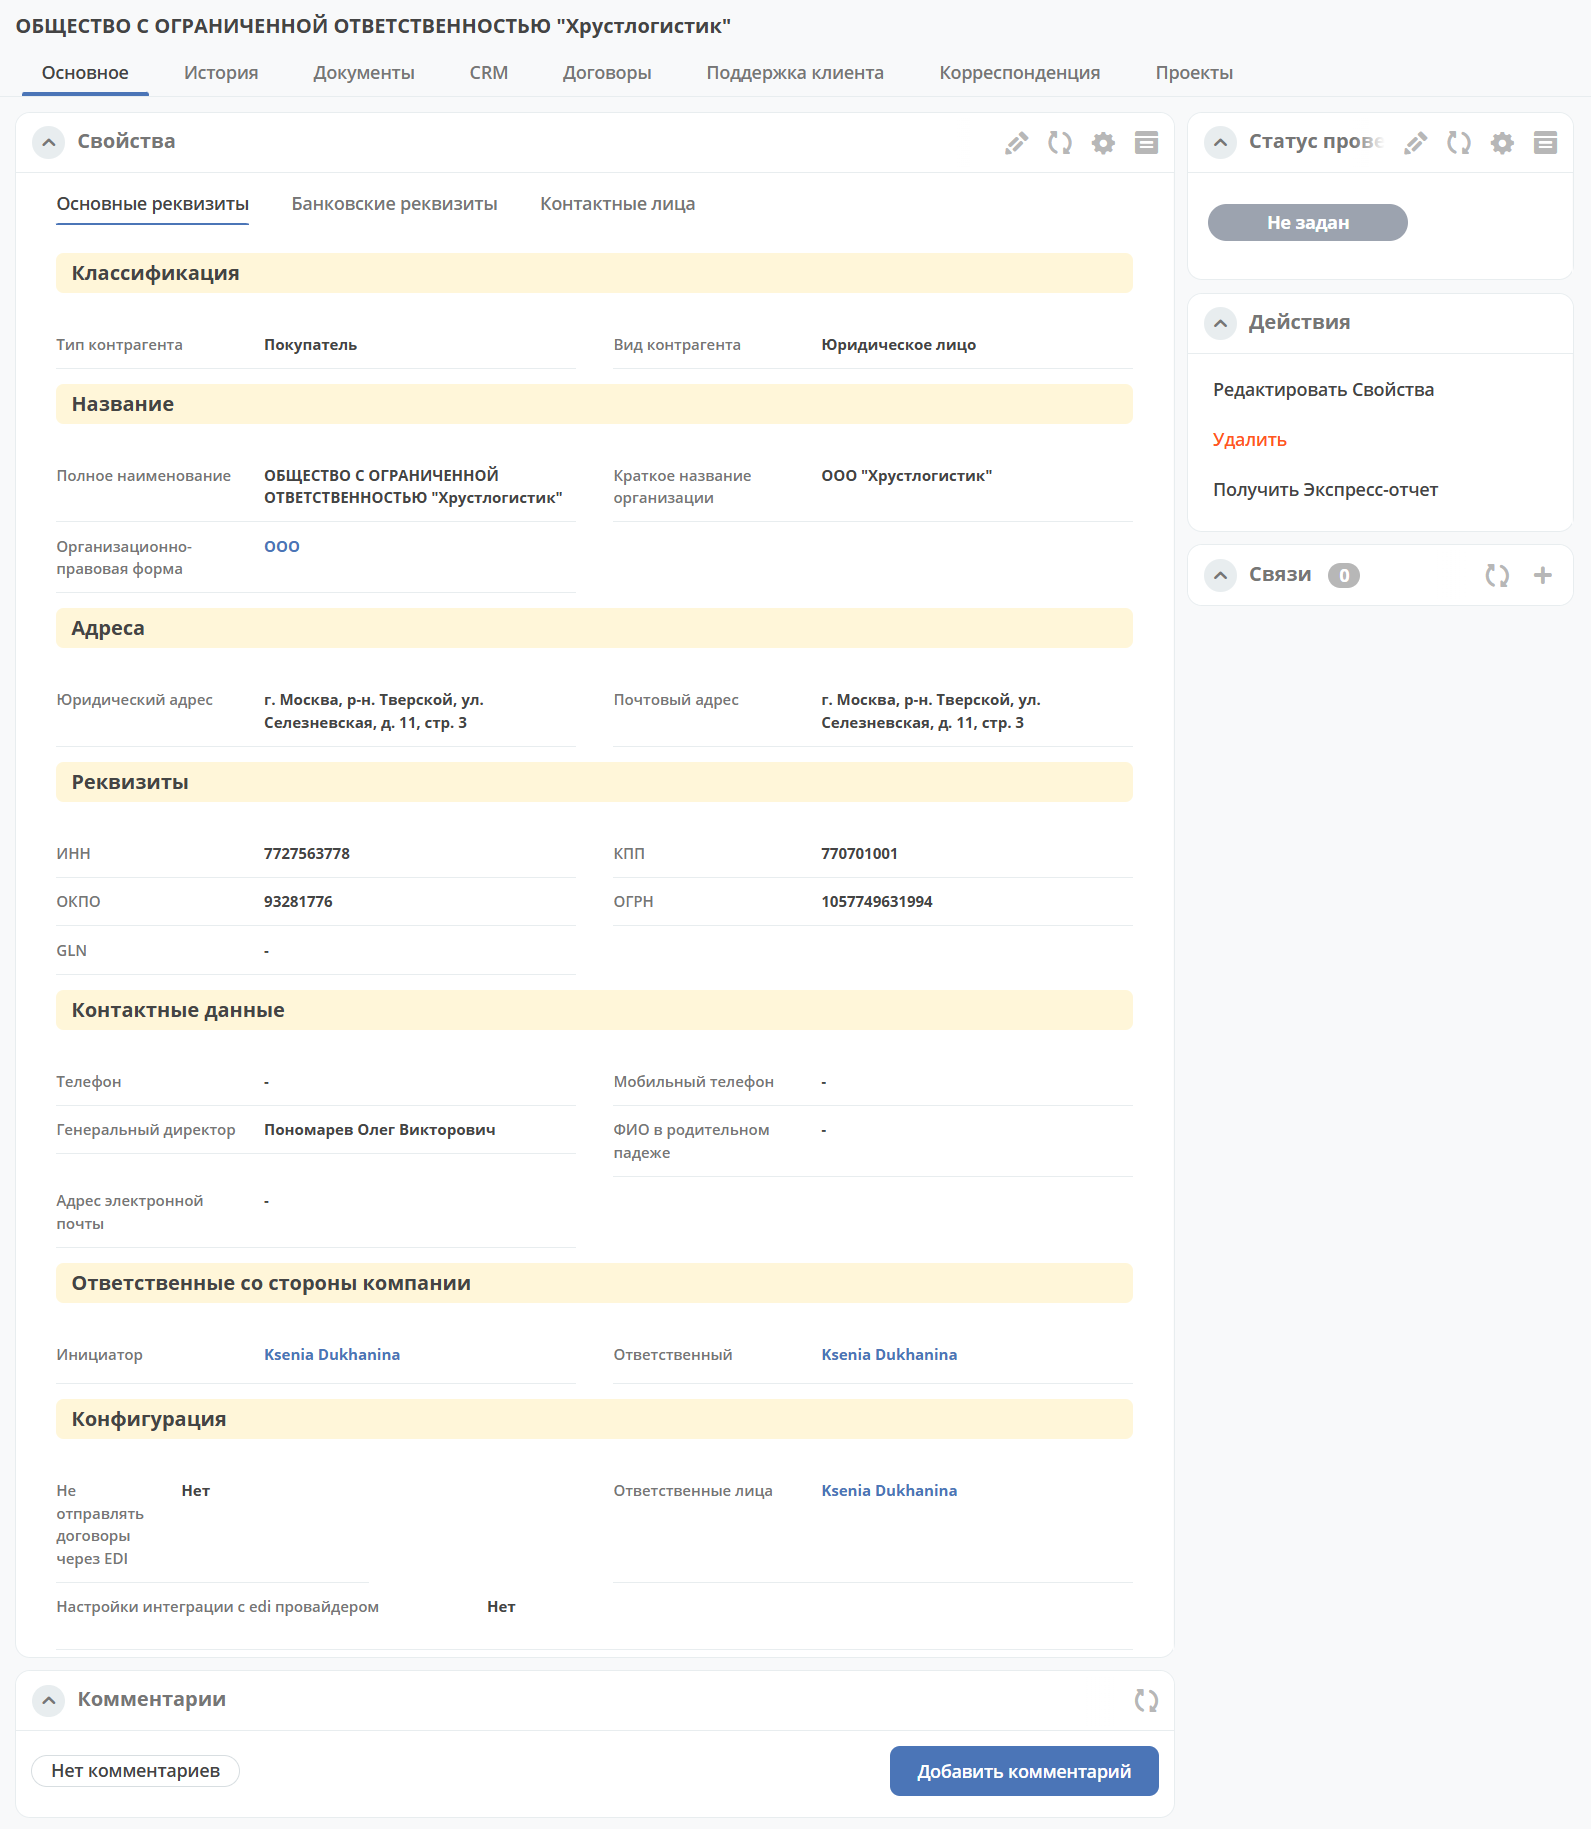 ОБЩЕСТВО С ОГРАНИЧЕННОЙ ОТВЕТСТВЕННОСТЬЮ "Хрустлогистик"
Основное История Документы CRM Договоры Поддержка клиента Корреспонденция Проекты
Свойства
Основные реквизиты Банковские реквизиты Контактные лица
Классификация
Тип контрагента Покупатель Вид контрагента Юридическое лицо
Название
Полное наименование ОБЩЕСТВО С ОГРАНИЧЕННОЙ Краткое название ООО "Хрустлогистик"
ОТВЕТСТВЕННОСТЬЮ "Хрустлогистик" организации
Организационно- ООО
правовая форма
Адреса
Юридический адрес г. Москва, р-н. Тверской, ул. Почтовый адрес г. Москва, р-н. Тверской, ул.
Селезневская, д. 11, стр. 3 Селезневская, д. 11, стр. 3
Реквизиты
ИНН 7727563778 КПП 770701001
ОКПО 93281776 ОГРН 1057749631994
GLN -
Контактные данные
Телефон - Мобильный телефон -
Генеральный директор Пономарев Олег Викторович ФИО в родительном -
падеже
Адрес электронной -
почты
Ответственные со стороны компании
Инициатор Ksenia Dukhanina Ответственный Ksenia Dukhanina
Конфигурация
Не Нет Ответственные лица Ksenia Dukhanina
отправлять
договоры
через EDI
Настройки интеграции с edi провайдером Нет
Комментарии
Нет комментариев Добавить комментарий
Статус прове
Не задан
Действия
Редактировать Свойства
Удалить
Получить Экспресс-отчет
Связи 0